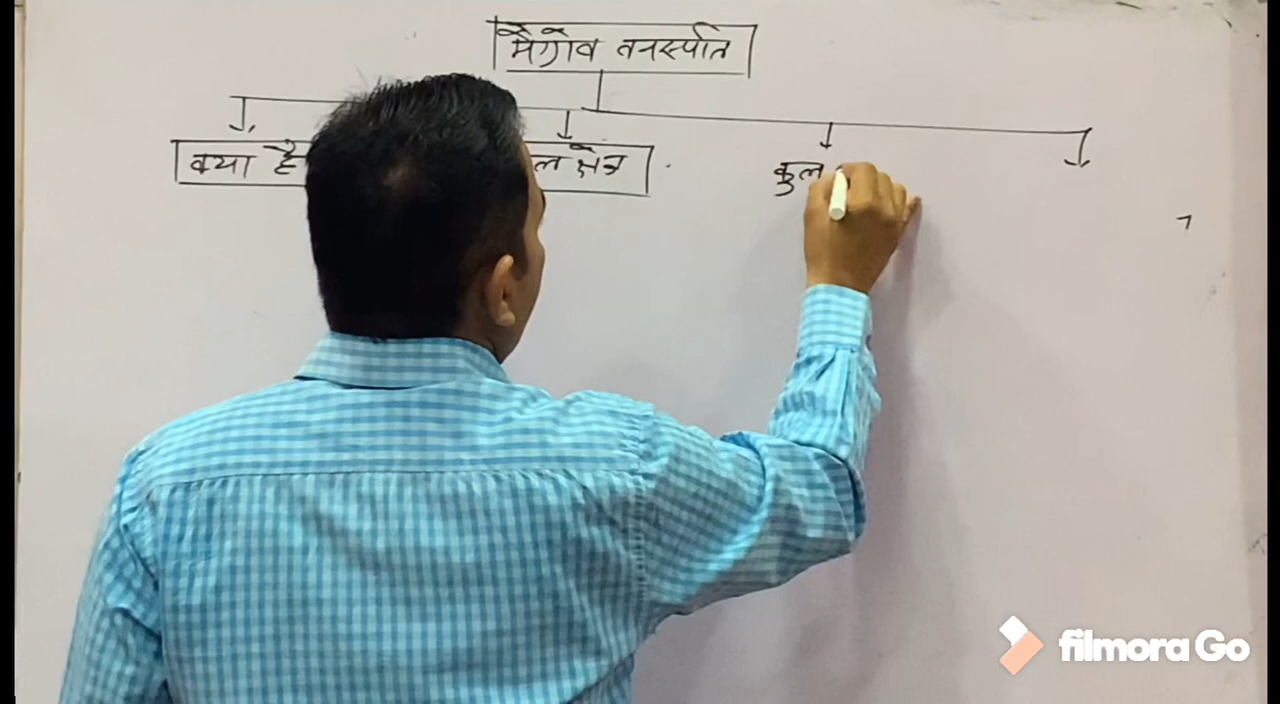 मैंग्रोव वनस्पति
क्या है
ल क्षेत्र
कुल
filmora Go